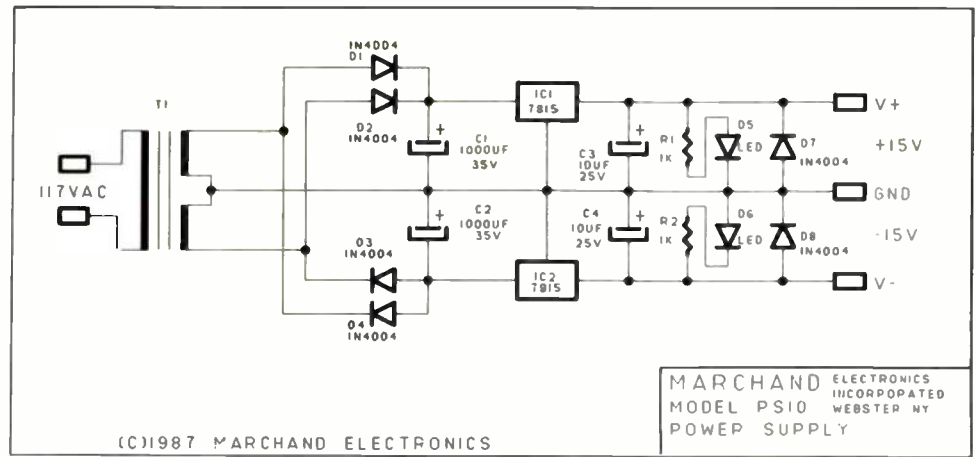 1N4004
D1
T1
D2
1N4004
IC1
7815
V+
+
C1
1000UF
35V
+
C3
10UF
25V
R1
1K
D5
LED
D7
1N4004
+15V
117VAC
GND
+
C2
1000UF
35V
C4
10UF
25V
+
R2
1K
D6
LED
D8
1N4004
-15V
D3
1N4004
IC2
7815
V-
D4
1N4004
MARCHAND ELECTRONICS
INCORPOPATED
MODEL PS10 WEBSTER NY
POWER SUPPLY
(C)1987 MARCHAND ELECTRONICS